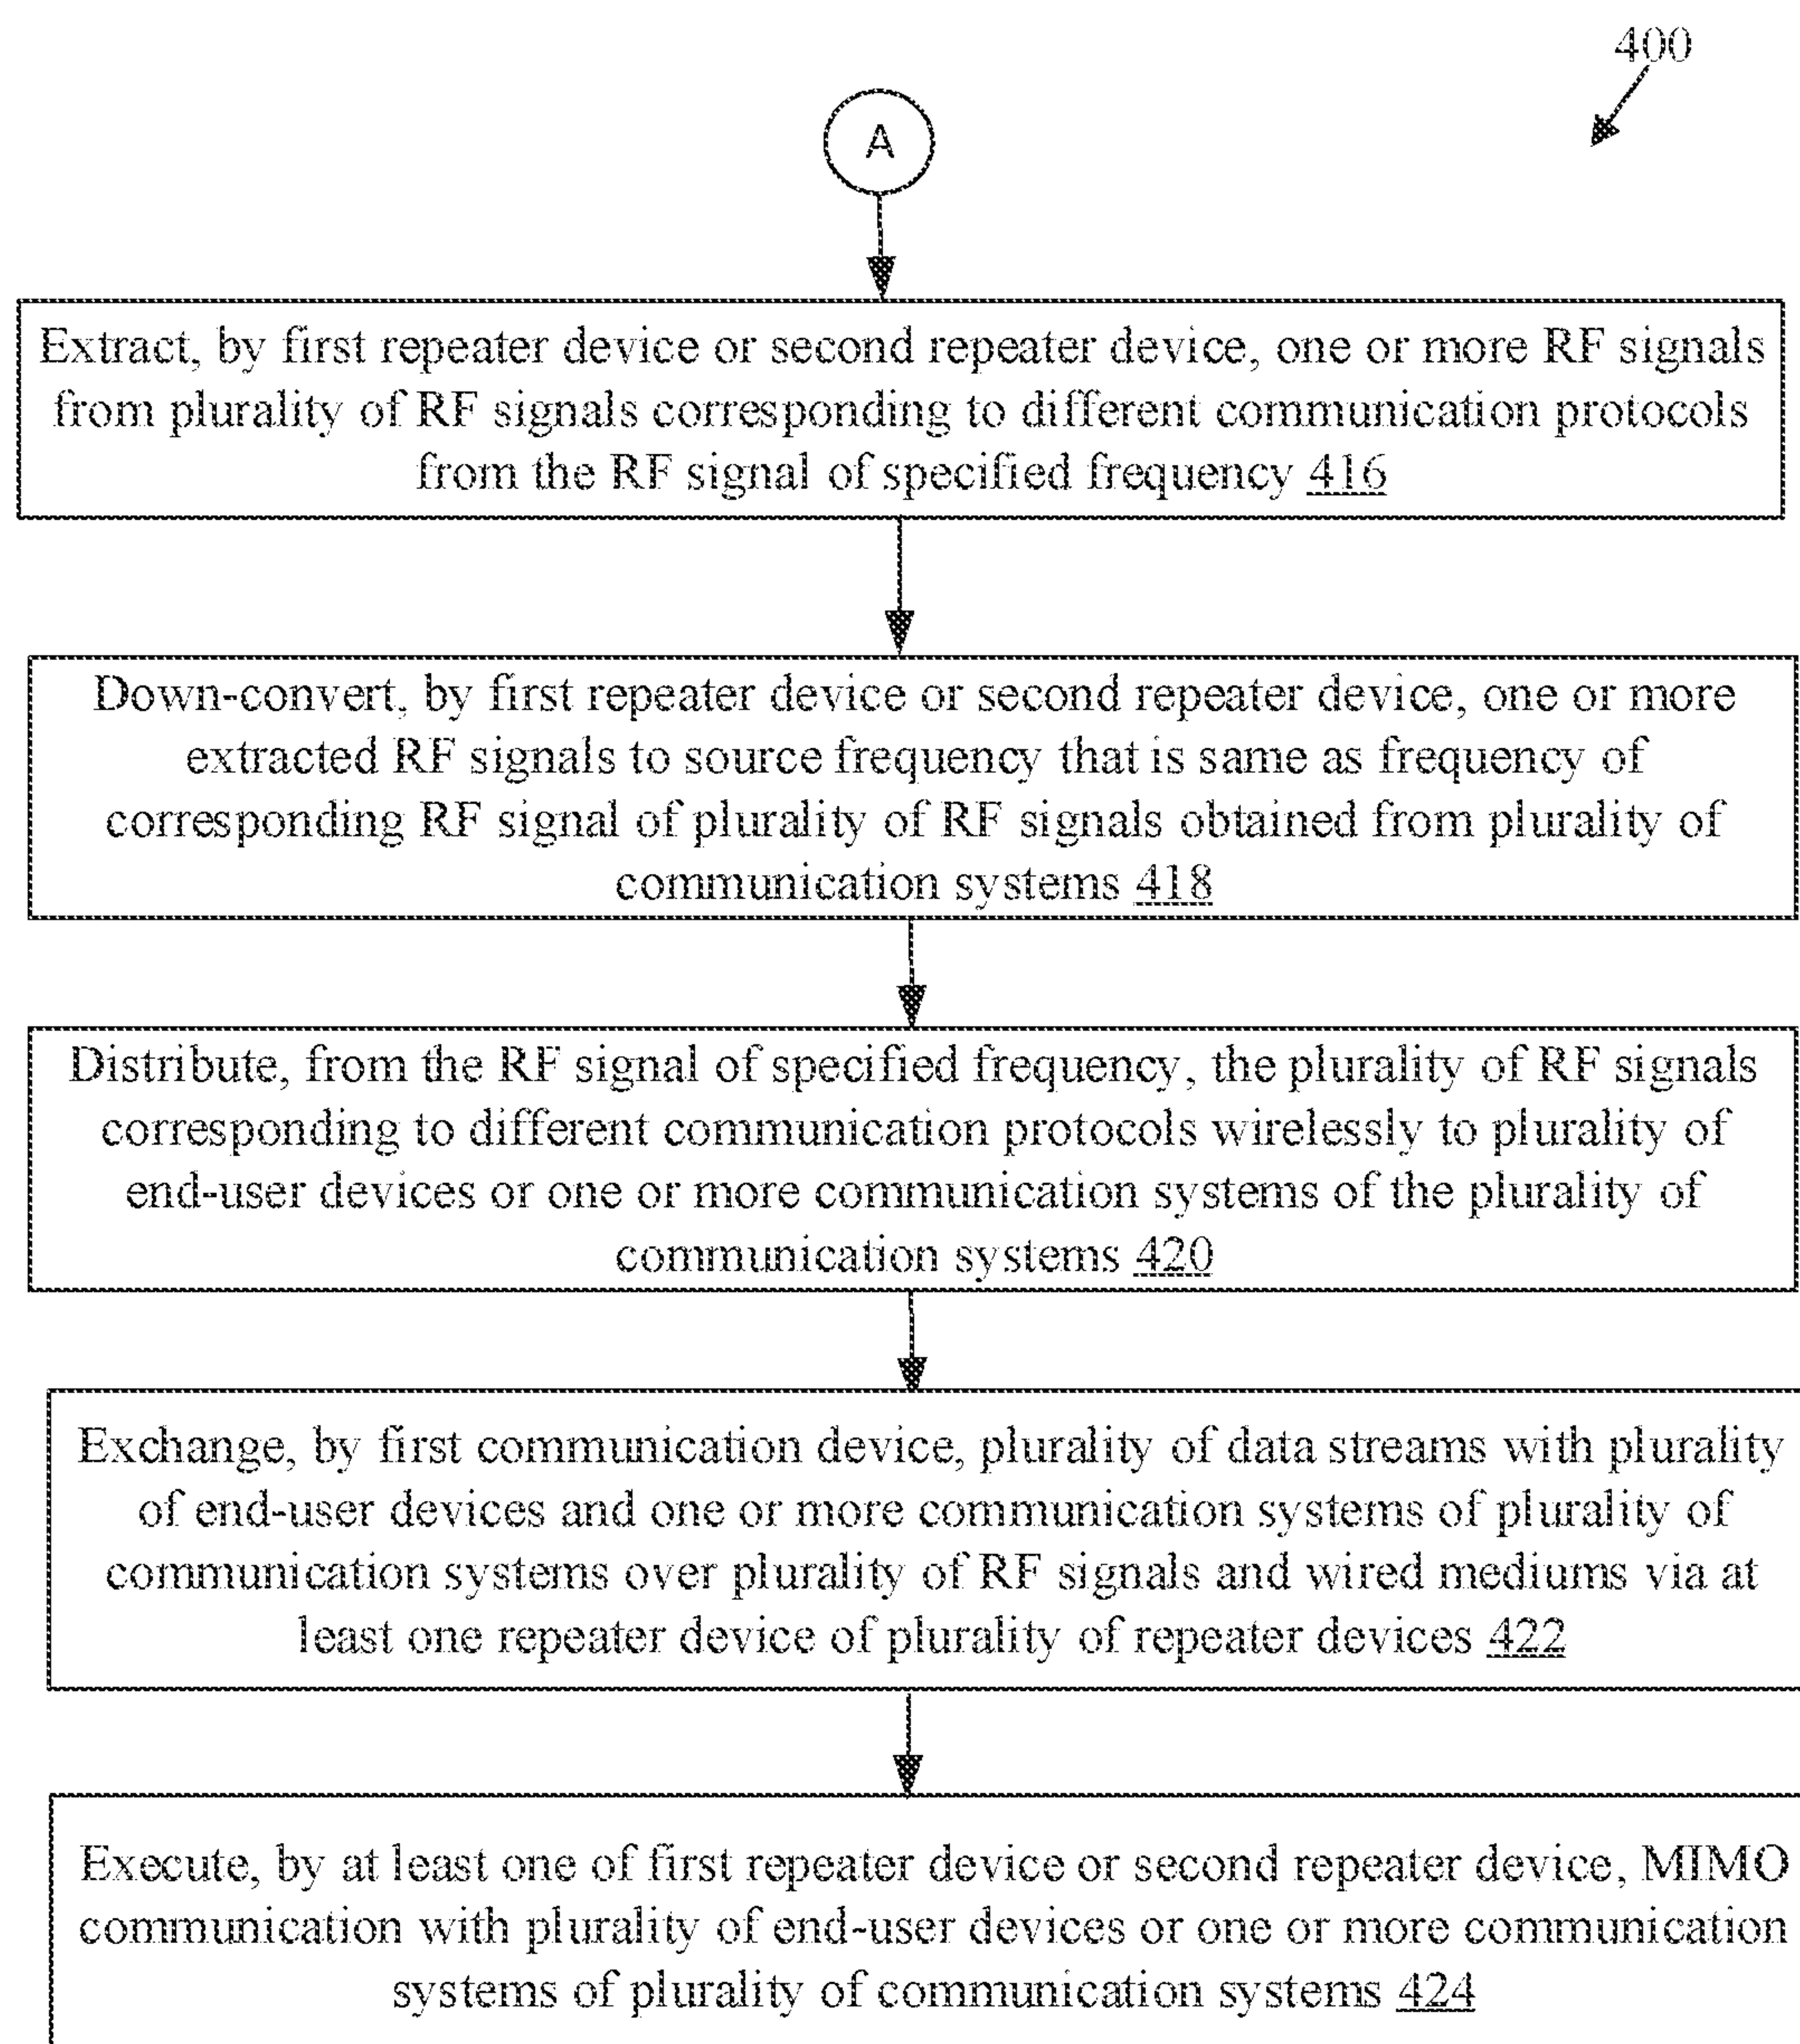 400
A
Extract, by first repeater device or second repeater device, one or more RF signals
from plurality of RF signals corresponding to different communication protocols
from the RF signal of specified frequency 416
Down-convert, by first repeater device or second repeater device, one or more
extracted RF signals to source frequency that is same as frequency of
corresponding RF signal of plurality of RF signals obtained from plurality of
communication systems 418
Distribute, from the RF signal of specified frequency, the plurality of RF signals
corresponding to different communication protocols wirelessly to plurality of
end-user devices or one or more communication systems of the plurality of
communication systems 420
Exchange, by first communication device, plurality of data streams with plurality
of end-user devices and one or more communication systems of plurality of
communication systems over plurality of RF signals and wired mediums via at
least one repeater device of plurality of repeater devices 422
Execute, by at least one of first repeater device or second repeater device, MIMO
communication with plurality of end-user devices or one or more communication
systems of plurality of communication systems 424